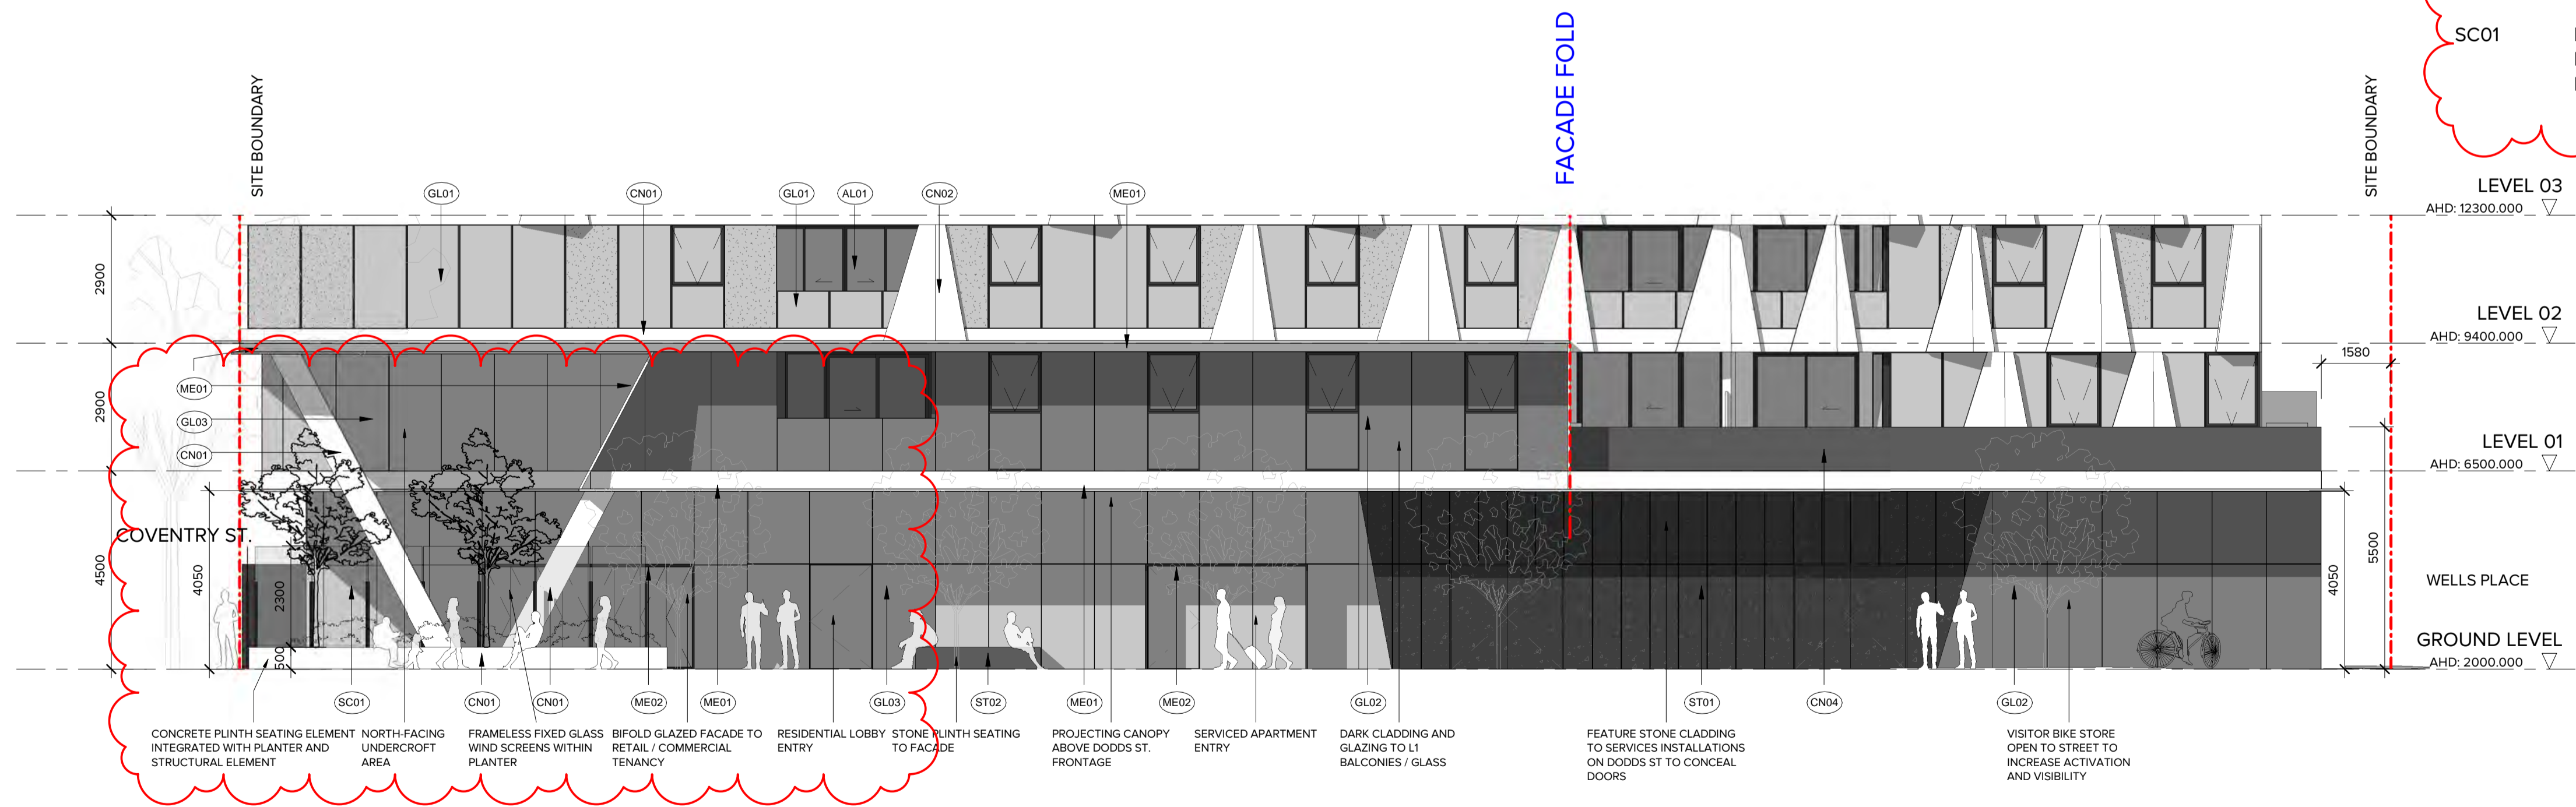 SC01
SITE BOUNDARY
FACADE FOLD
SITE BOUNDARY
GL01
CN01
GL01
AL01
CN02
ME01
LEVEL 03
AHD: 12300.000
2900
LEVEL 02
AHD: 9400.000
1580
ME01
2900
GL03
CN01
LEVEL 01
AHD: 6500.000
COVENTRY ST.
4500
4050
2300
500
5500
4050
WELLS PLACE
GROUND LEVEL
AHD: 2000.000
SC01
CN01
CN01
ME02
ME01
GL03
ST02
ME01
ME02
GL02
ST01
CN04
GL02
CONCRETE PLINTH SEATING ELEMENT
INTEGRATED WITH PLANTER AND
STRUCTURAL ELEMENT
NORTH-FACING
UNDERCROFT
AREA
FRAMELESS FIXED GLASS
WIND SCREENS WITHIN
PLANTER
BIFOLD GLAZED FACADE TO
RETAIL / COMMERCIAL
TENANCY
RESIDENTIAL LOBBY
ENTRY
STONE PLINTH SEATING
TO FACADE
PROJECTING CANOPY
ABOVE DODDS ST.
FRONTAGE
SERVICED APARTMENT
ENTRY
DARK CLADDING AND
GLAZING TO L1
BALCONIES / GLASS
FEATURE STONE CLADDING
TO SERVICES INSTALLATIONS
ON DODDS ST TO CONCEAL
DOORS
VISITOR BIKE STORE
OPEN TO STREET TO
INCREASE ACTIVATION
AND VISIBILITY